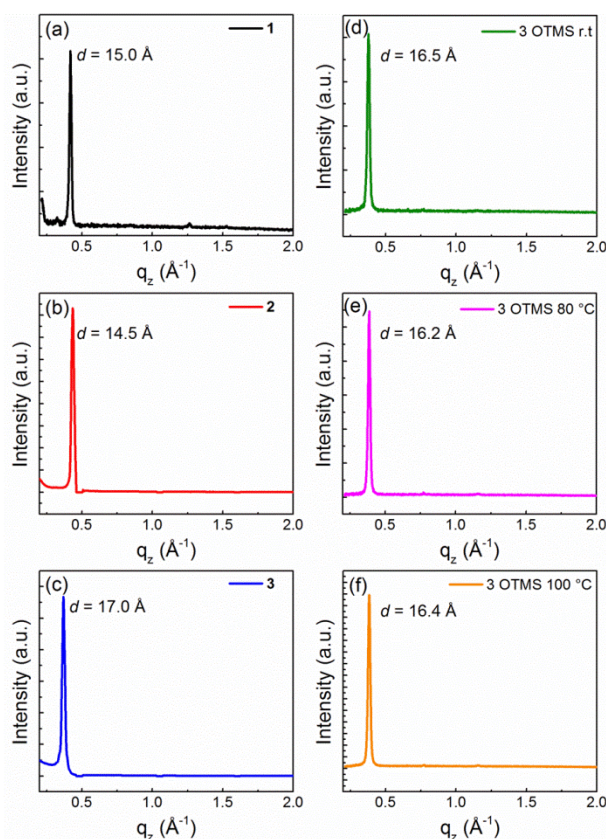 (a)
1
d = 15.0 Å
Intensity (a.u.)
0.5 1.0 1.5 2.0
q_z (Å⁻¹)
(d)
3 OTMS r.t
d = 16.5 Å
Intensity (a.u.)
0.5 1.0 1.5 2.0
q_z (Å⁻¹)
(b)
2
d = 14.5 Å
Intensity (a.u.)
0.5 1.0 1.5 2.0
q_z (Å⁻¹)
(e)
3 OTMS 80 °C
d = 16.2 Å
Intensity (a.u.)
0.5 1.0 1.5 2.0
q_z (Å⁻¹)
(c)
3
d = 17.0 Å
Intensity (a.u.)
0.5 1.0 1.5 2.0
q_z (Å⁻¹)
(f)
3 OTMS 100 °C
d = 16.4 Å
Intensity (a.u.)
0.5 1.0 1.5 2.0
q_z (Å⁻¹)